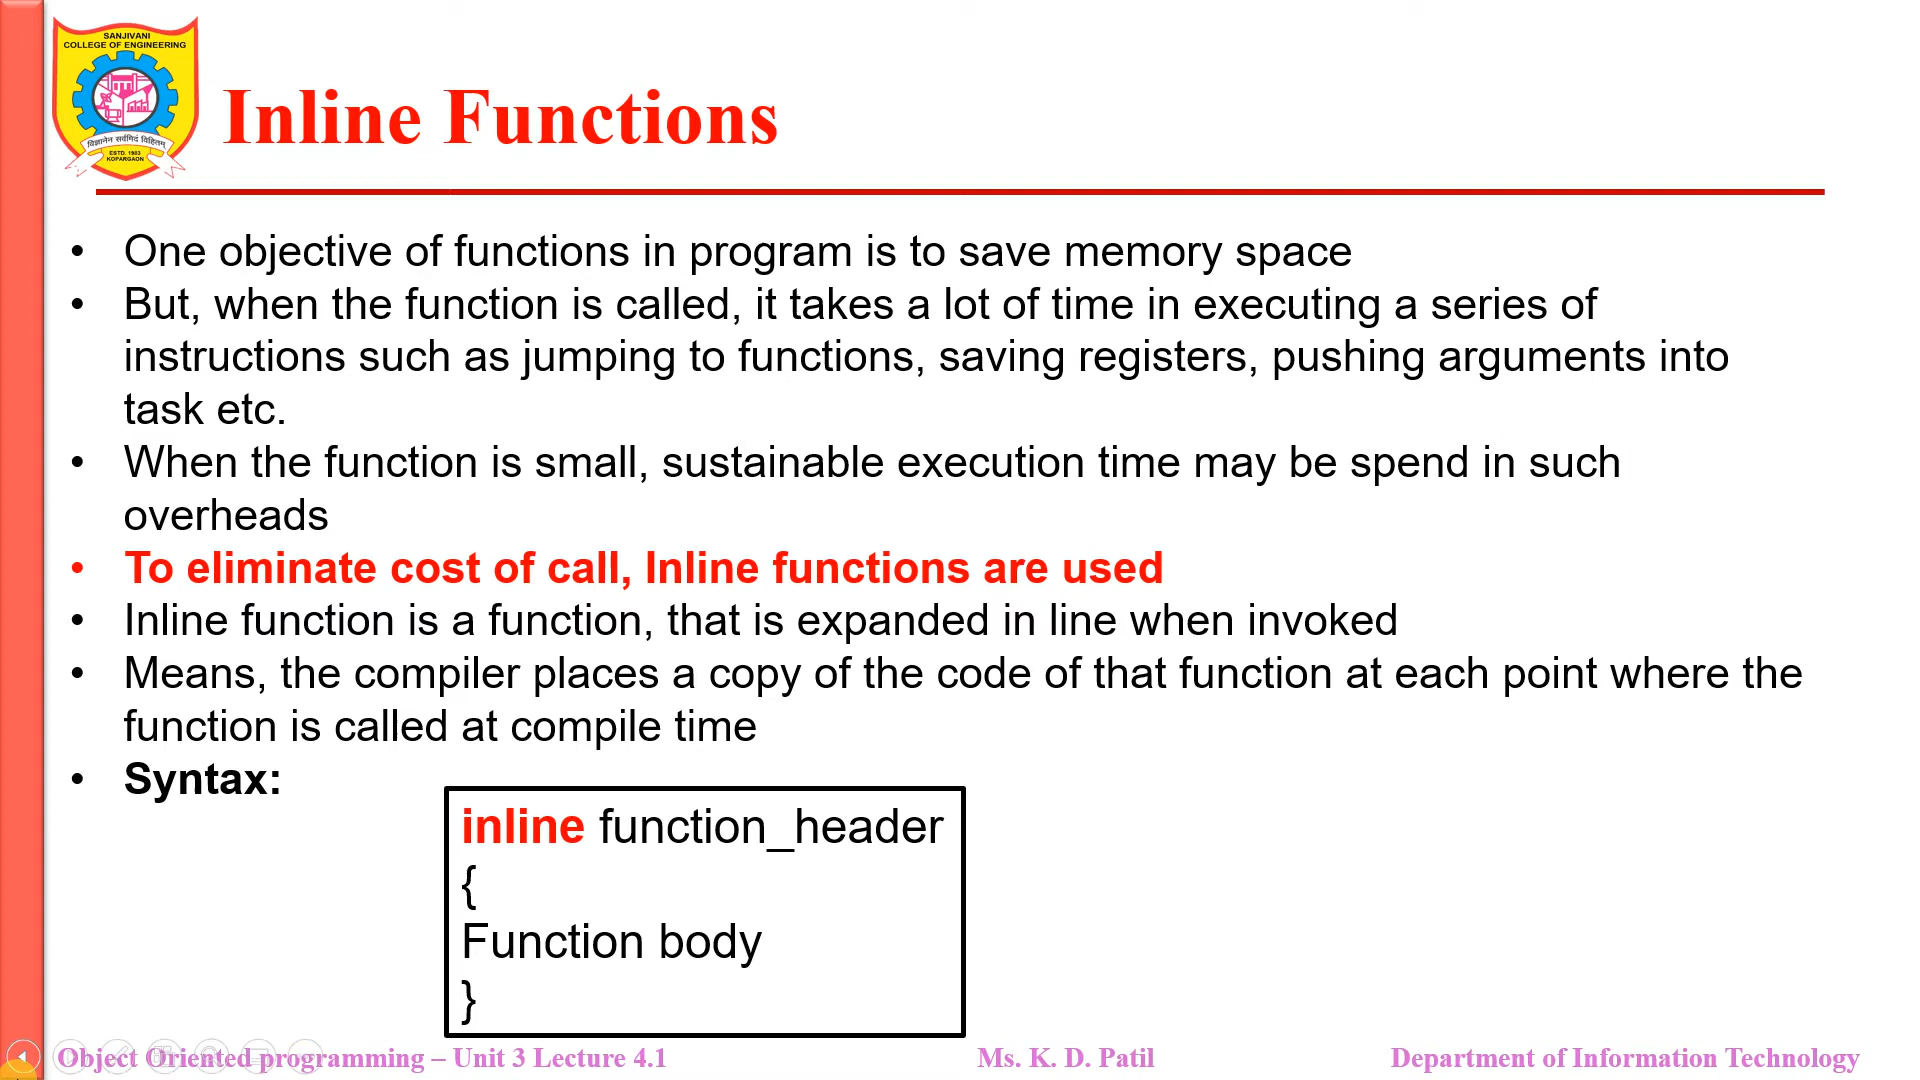 SANJIVANI
COLLEGE OF ENGINEERING
विज्ञानेन सर्वमिदं विहितम्
ESTD. 1983
KOPARGAON
Inline Functions
• One objective of functions in program is to save memory space
• But, when the function is called, it takes a lot of time in executing a series of
instructions such as jumping to functions, saving registers, pushing arguments into
task etc.
• When the function is small, sustainable execution time may be spend in such
overheads
• To eliminate cost of call, Inline functions are used
• Inline function is a function, that is expanded in line when invoked
• Means, the compiler places a copy of the code of that function at each point where the
function is called at compile time
• Syntax:
inline function_header
{
Function body
}
Object Oriented programming – Unit 3 Lecture 4.1 Ms. K. D. Patil Department of Information Technology